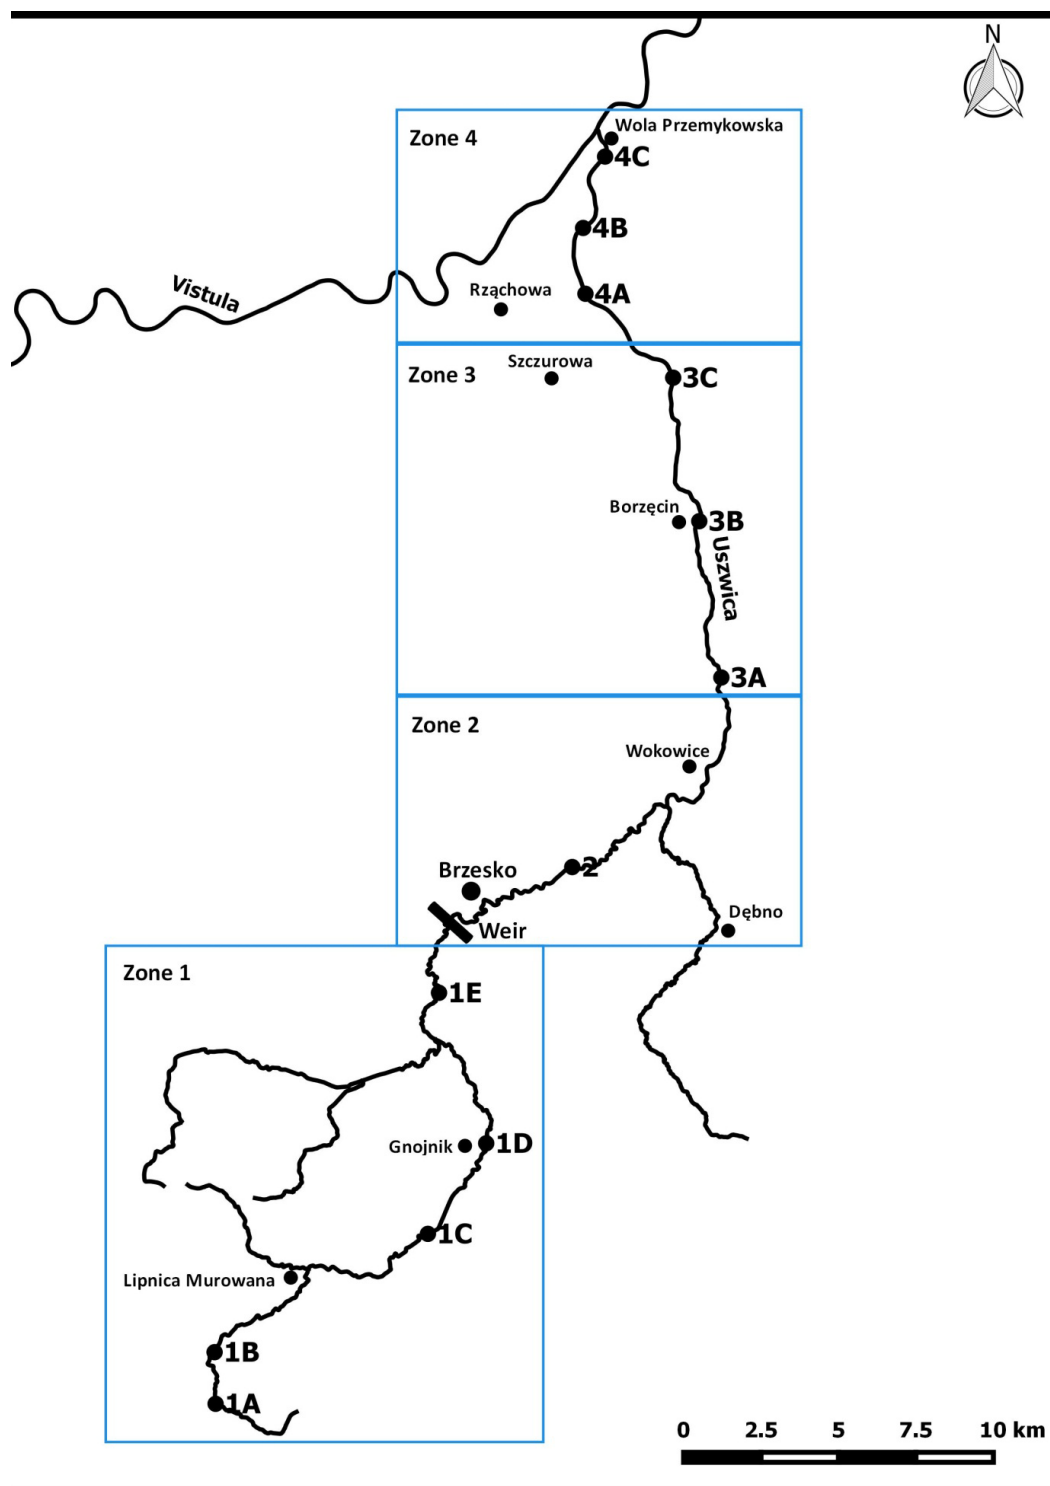 N
Wola Przemykowska
Zone 4
4C
4B
Vistula
Rząchowa
4A
Szczurowa
Zone 3
3C
Borzęcin
3B
Uszwica
3A
Zone 2
Wokowice
Brzesko
2
Dębno
Weir
Zone 1
1E
Gnojnik
1D
1C
Lipnica Murowana
1B
1A
0 2.5 5 7.5 10 km